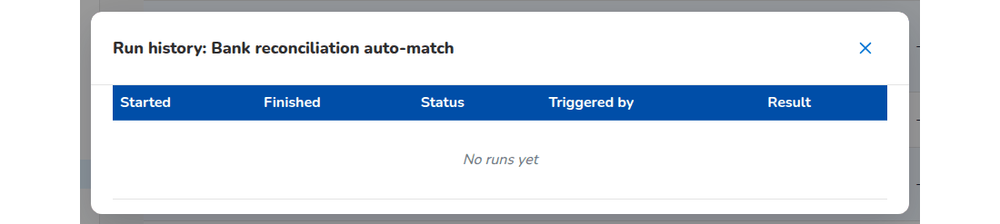 Run history: Bank reconciliation auto-match
Started Finished Status Triggered by Result
No runs yet